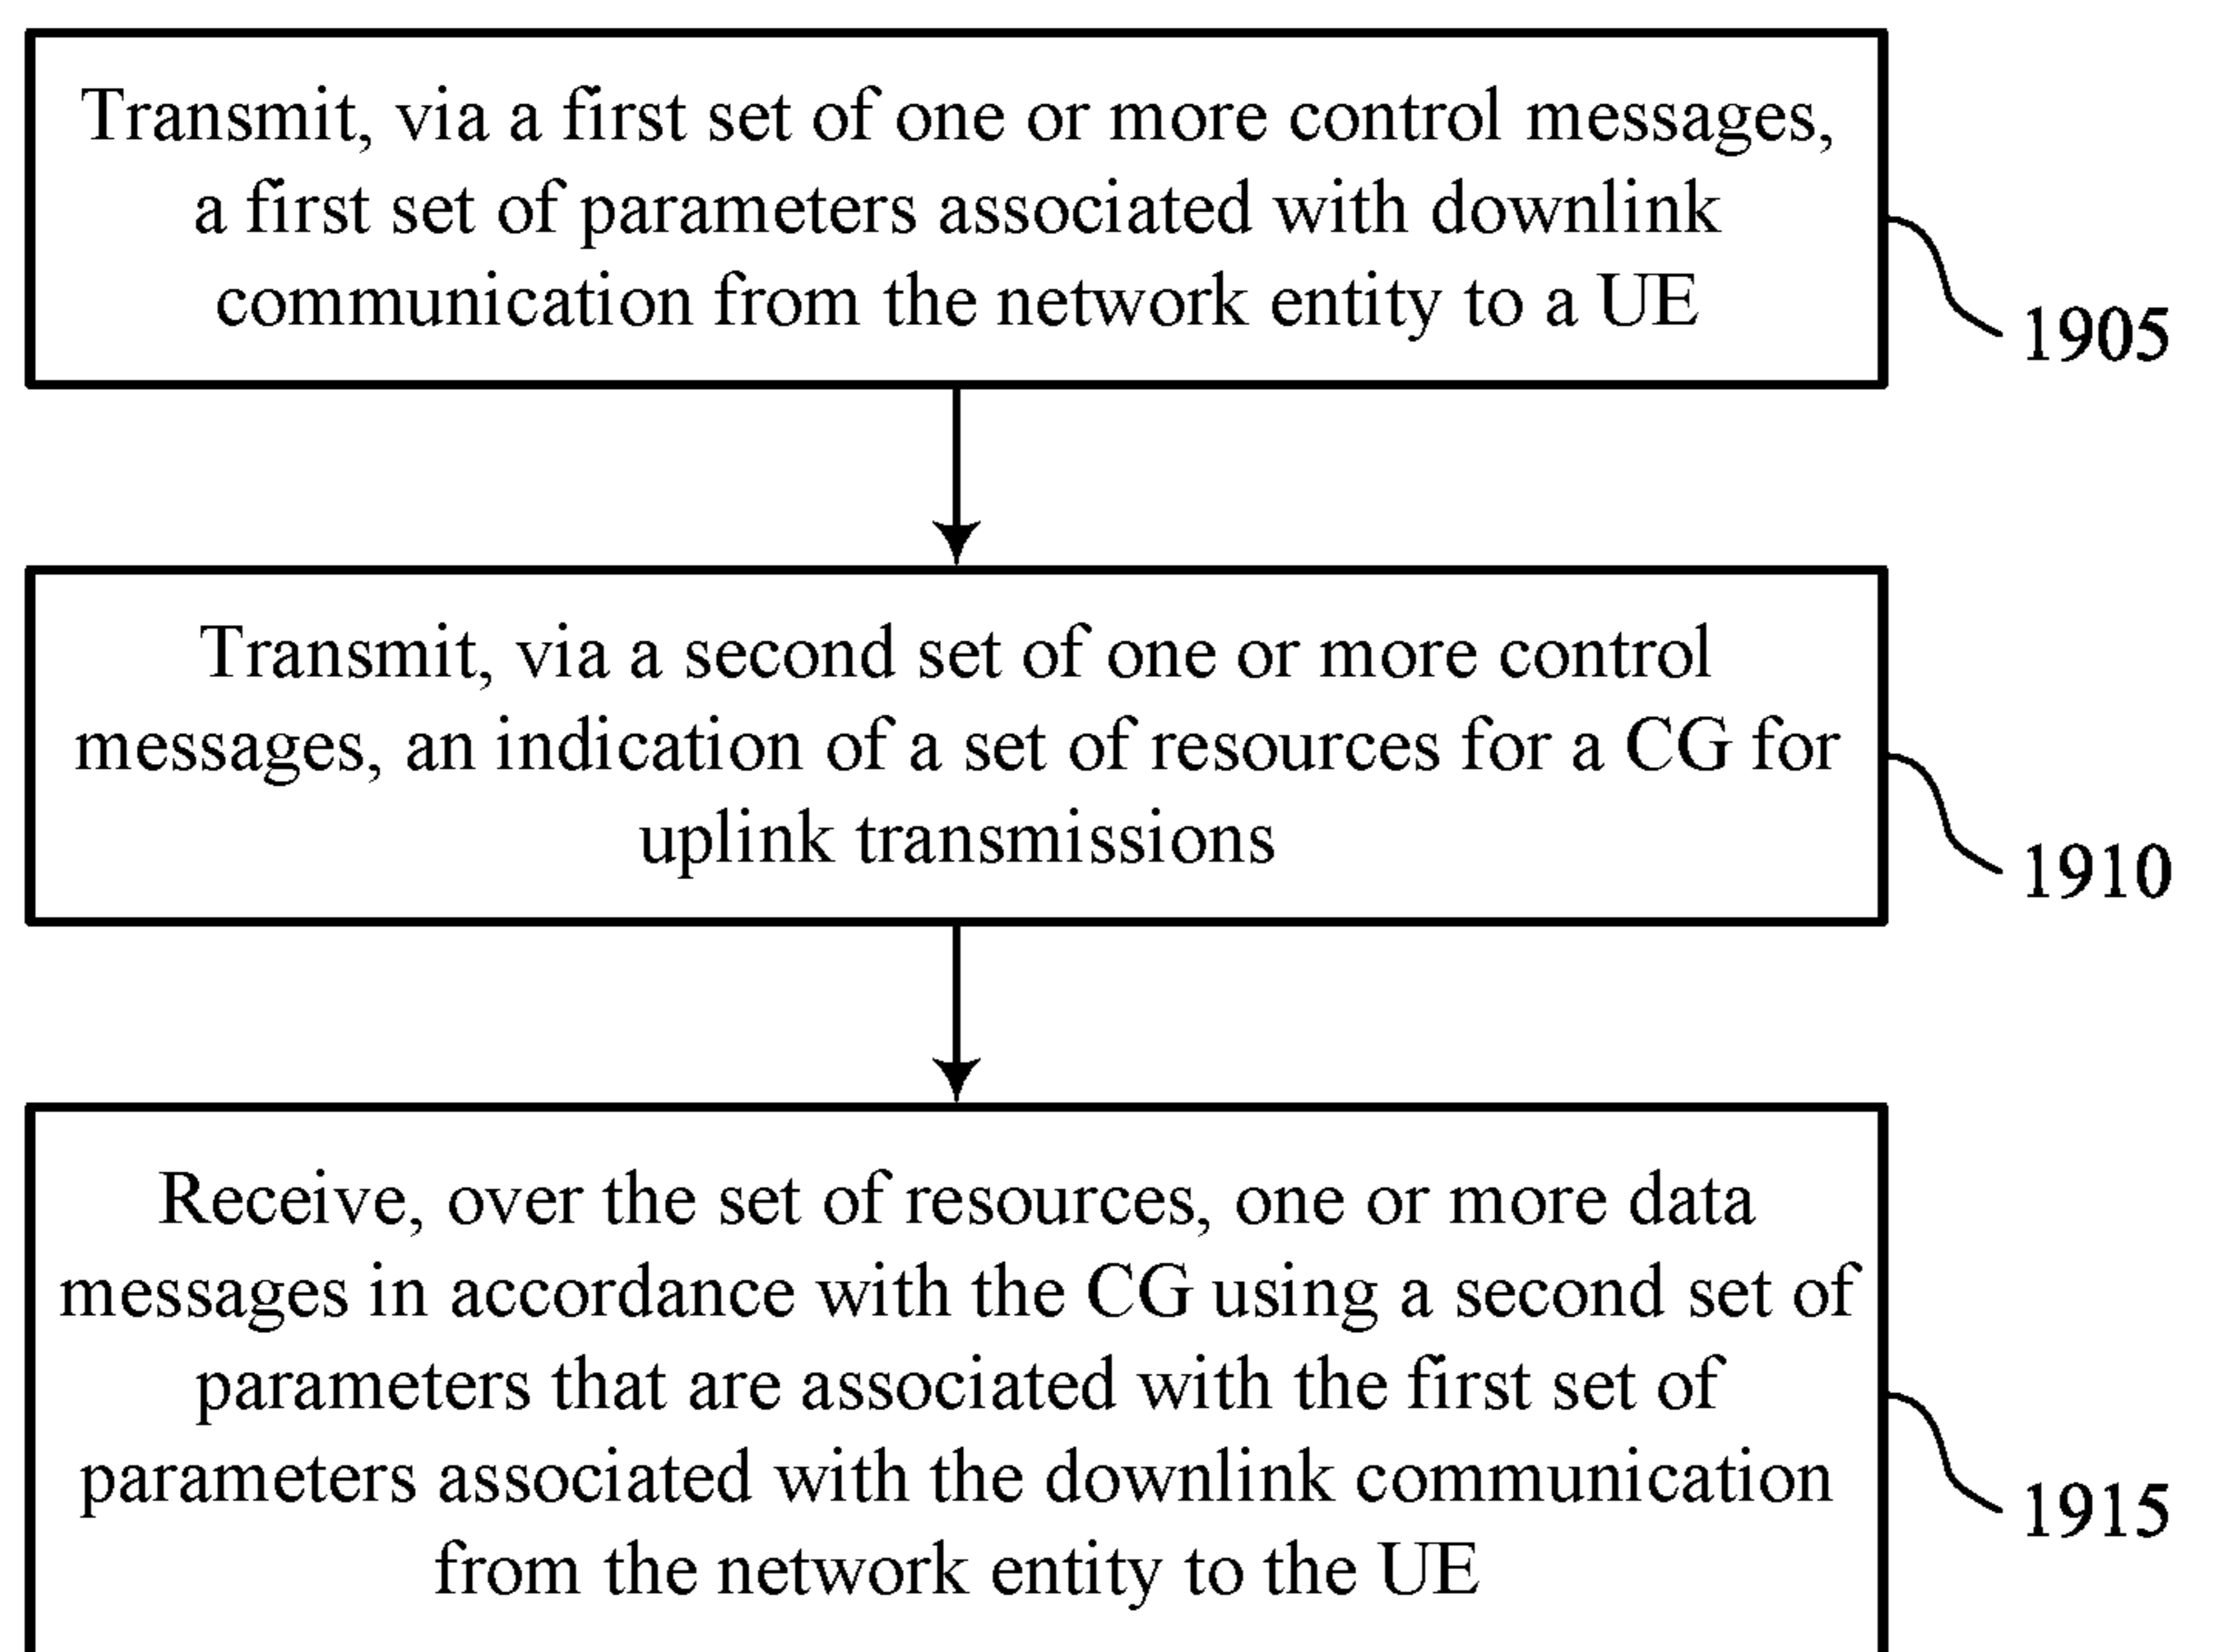 Transmit, via a first set of one or more control messages,
a first set of parameters associated with downlink
communication from the network entity to a UE
1905
Transmit, via a second set of one or more control
messages, an indication of a set of resources for a CG for
uplink transmissions
1910
Receive, over the set of resources, one or more data
messages in accordance with the CG using a second set of
parameters that are associated with the first set of
parameters associated with the downlink communication
from the network entity to the UE
1915